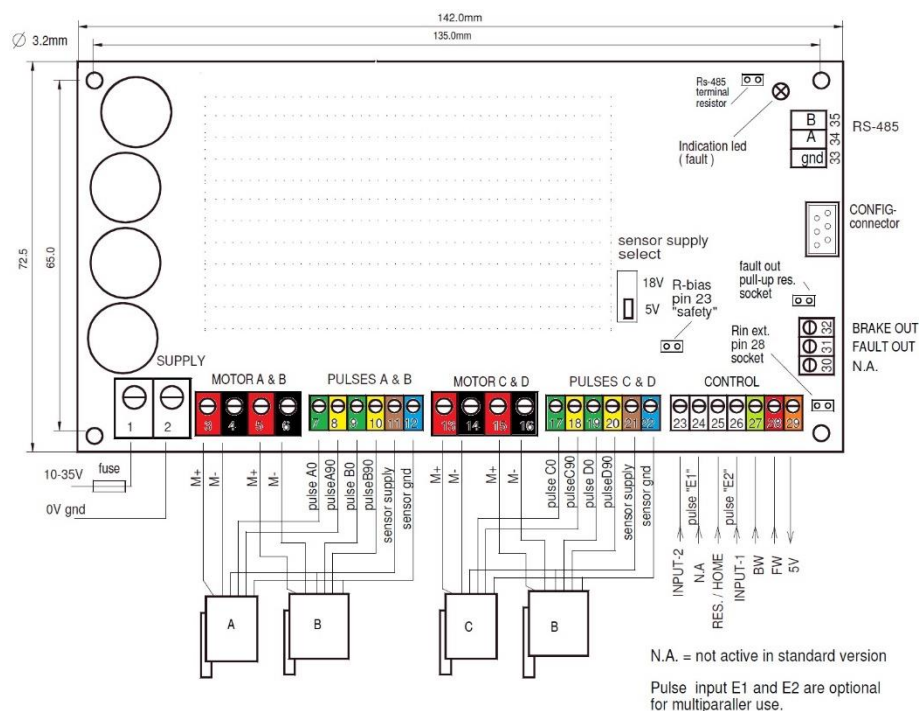 142.0mm
Ø 3.2mm
135.0mm
72.5
65.0
Rs-485
terminal
resistor
Indication led
( fault )
B 35
A 34
gnd 33
RS-485
CONFIG-
connector
sensor supply
select
18V
5V
R-bias
pin 23
"safety"
fault out
pull-up res.
socket
Rin ext.
pin 28
socket
32 BRAKE OUT
31 FAULT OUT
30 N.A.
SUPPLY
MOTOR A & B
PULSES A & B
MOTOR C & D
PULSES C & D
CONTROL
1 2 3 4 5 6 7 8 9 10 11 12 13 14 15 16 17 18 19 20 21 22 23 24 25 26 27 28 29
10-35V
fuse
0V gnd
M+
M-
M+
M-
pulse A0
pulseA90
pulse B0
pulseB90
sensor supply
sensor gnd
M+
M-
M+
M-
pulse C0
pulseC90
pulse D0
pulseD90
sensor supply
sensor gnd
pulse "E1"
pulse "E2"
INPUT-2
N.A
RES. / HOME
INPUT-1
BW
FW
5V
A
B
C
B
N.A. = not active in standard version
Pulse input E1 and E2 are optional
for multiparaller use.